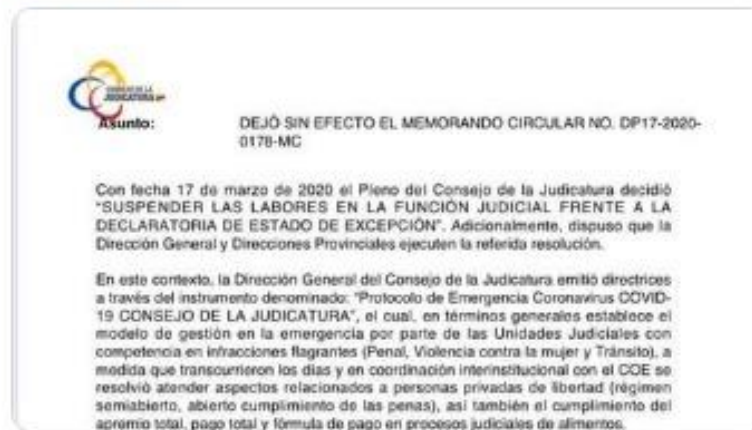 CONSEJO DE LA
JUDICATURA
Asunto: DEJÓ SIN EFECTO EL MEMORANDO CIRCULAR NO. DP17-2020-
0178-MC
Con fecha 17 de marzo de 2020 el Pleno del Consejo de la Judicatura decidió
"SUSPENDER LAS LABORES EN LA FUNCIÓN JUDICIAL FRENTE A LA
DECLARATORIA DE ESTADO DE EXCEPCIÓN". Adicionalmente, dispuso que la
Dirección General y Direcciones Provinciales ejecuten la referida resolución.
En este contexto, la Dirección General del Consejo de la Judicatura emitió directrices
a través del instrumento denominado: "Protocolo de Emergencia Coronavirus COVID-
19 CONSEJO DE LA JUDICATURA", el cual, en términos generales establece el
modelo de gestión en la emergencia por parte de las Unidades Judiciales con
competencia en infracciones flagrantes (Penal, Violencia contra la mujer y Tránsito), a
medida que transcurrieron los días y en coordinación interinstitucional con el COE se
resolvió atender aspectos relacionados a personas privadas de libertad (régimen
semiabierto, abierto cumplimiento de las penas), así también el cumplimiento del
apremio total, pago total y fórmula de pago en procesos judiciales de alimentos.